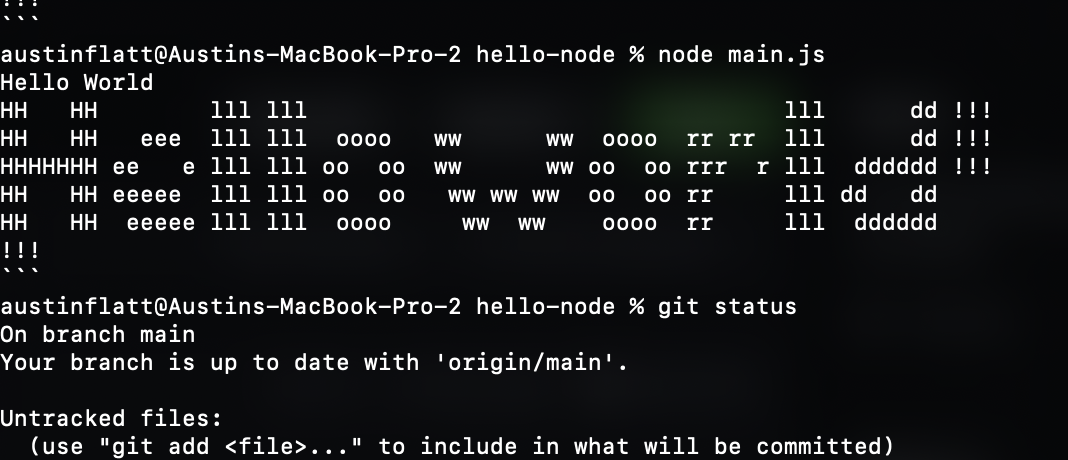 !!!
```
austinflatt@Austins-MacBook-Pro-2 hello-node % node main.js
Hello World
HH   HH        lll lll                                  lll      dd !!!
HH   HH   eee  lll lll  oooo   ww      ww  oooo  rr rr  lll      dd !!!
HHHHHHH ee   e lll lll oo  oo  ww      ww oo  oo rrr  r lll  dddddd !!!
HH   HH eeeee  lll lll oo  oo   ww ww ww  oo  oo rr     lll dd   dd
HH   HH  eeeee lll lll  oooo     ww  ww    oooo  rr     lll  dddddd
!!!
```
austinflatt@Austins-MacBook-Pro-2 hello-node % git status
On branch main
Your branch is up to date with 'origin/main'.

Untracked files:
  (use "git add <file>..." to include in what will be committed)